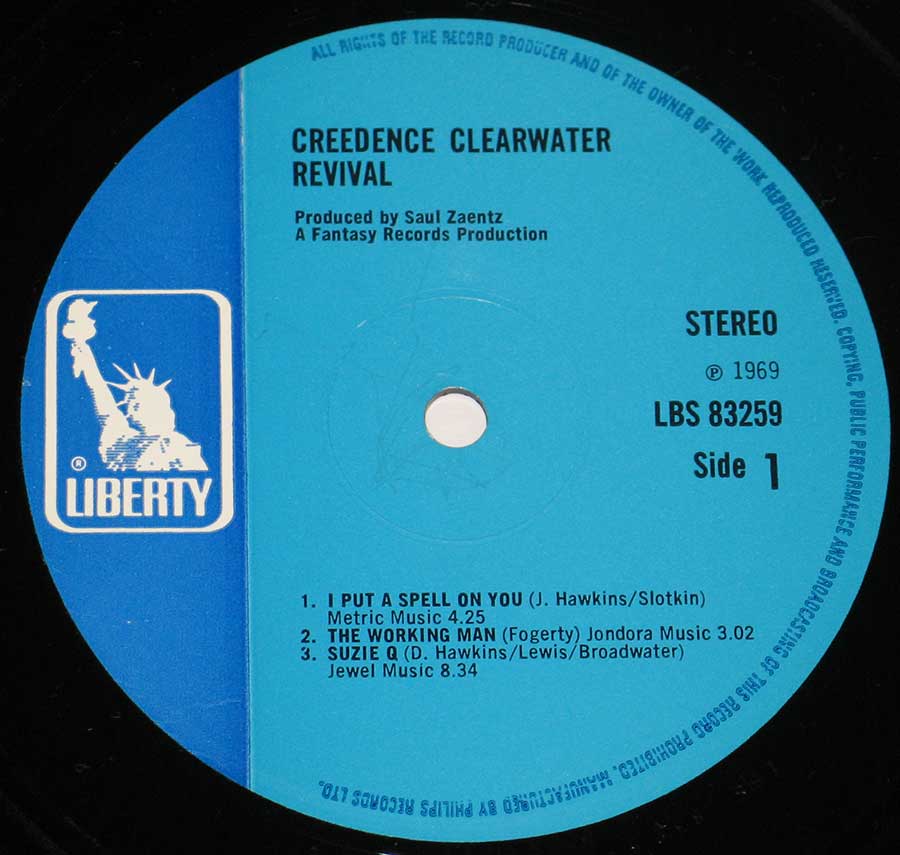 ALL RIGHTS OF THE RECORD PRODUCER AND OF THE OWNER OF THE WORK REPRODUCED RESERVED. COPYING, PUBLIC PERFORMANCE AND BROADCASTING OF THIS RECORD PROHIBITED. MANUFACTURED BY PHILIPS RECORDS LTD.
CREEDENCE CLEARWATER
REVIVAL
Produced by Saul Zaentz
A Fantasy Records Production
STEREO
℗ 1969
LBS 83259
Side 1
®
LIBERTY
1. I PUT A SPELL ON YOU (J. Hawkins/Slotkin)
Metric Music 4.25
2. THE WORKING MAN (Fogerty) Jondora Music 3.02
3. SUZIE Q (D. Hawkins/Lewis/Broadwater)
Jewel Music 8.34